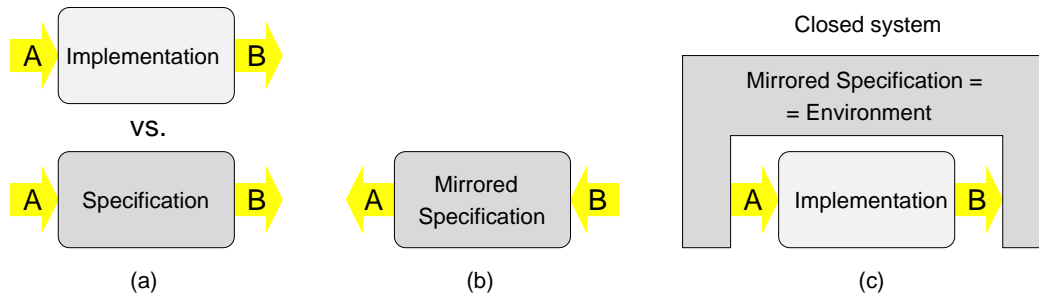 A
Implementation
B
vs.
A
Specification
B
(a)
A
Mirrored
Specification
B
(b)
Closed system
Mirrored Specification =
= Environment
A
Implementation
B
(c)